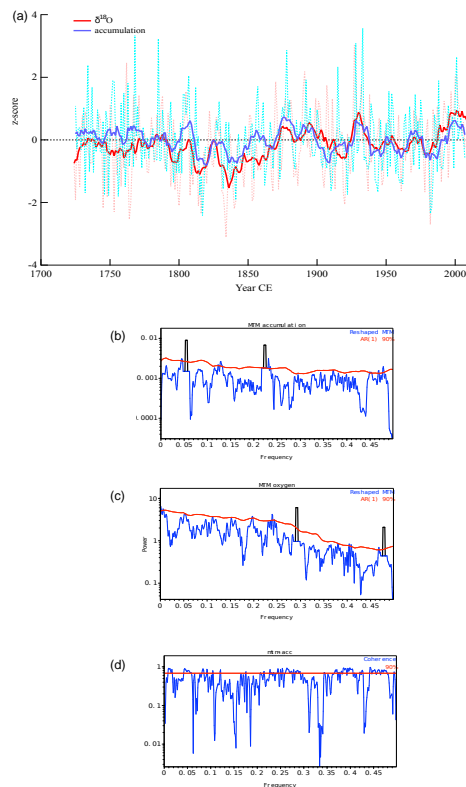 (a)
δ¹⁸O
accumulation
4
2
0
-2
-4
z-score
1700 1750 1800 1850 1900 1950 2000
Year CE
(b)
MTM accumulation
Reshaped MTM
AR(1) 90%
0.01
0.001
0.0001
0 0.05 0.1 0.15 0.2 0.25 0.3 0.35 0.4 0.45
Frequency
(c)
MTM oxygen
Reshaped MTM
AR(1) 90%
10
1
0.1
Power
0 0.05 0.1 0.15 0.2 0.25 0.3 0.35 0.4 0.45
Frequency
(d)
Coherence
90%
1
0.1
0.01
0 0.05 0.1 0.15 0.2 0.25 0.3 0.35 0.4 0.45
Frequency